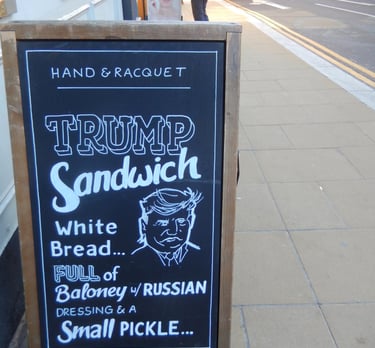 HAND & RACQUET
TRUMP
Sandwich
White
Bread...
FULL of
Baloney w/ RUSSIAN
DRESSING & A
Small PICKLE...